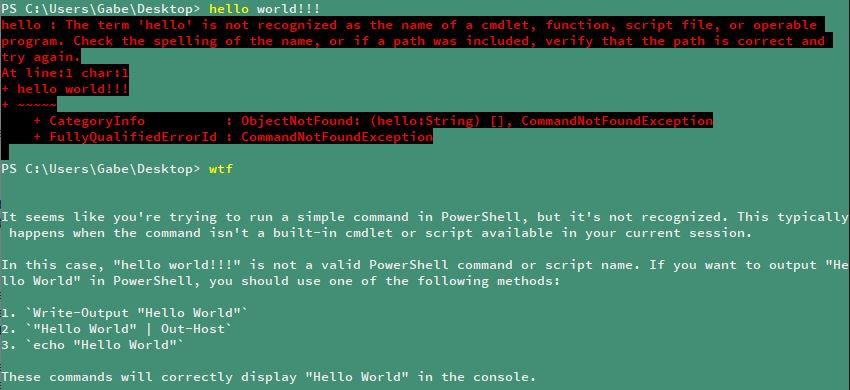 PS C:\Users\Gabe\Desktop> hello world!!!
hello : The term 'hello' is not recognized as the name of a cmdlet, function, script file, or operable
program. Check the spelling of the name, or if a path was included, verify that the path is correct and
try again.
At line:1 char:1
+ hello world!!!
+ ~~~~~
    + CategoryInfo          : ObjectNotFound: (hello:String) [], CommandNotFoundException
    + FullyQualifiedErrorId : CommandNotFoundException
PS C:\Users\Gabe\Desktop> wtf
It seems like you're trying to run a simple command in PowerShell, but it's not recognized. This typically
 happens when the command isn't a built-in cmdlet or script available in your current session.
In this case, "hello world!!!" is not a valid PowerShell command or script name. If you want to output "He
llo World" in PowerShell, you should use one of the following methods:
1. `Write-Output "Hello World"`
2. `"Hello World" | Out-Host`
3. `echo "Hello World"`
These commands will correctly display "Hello World" in the console.